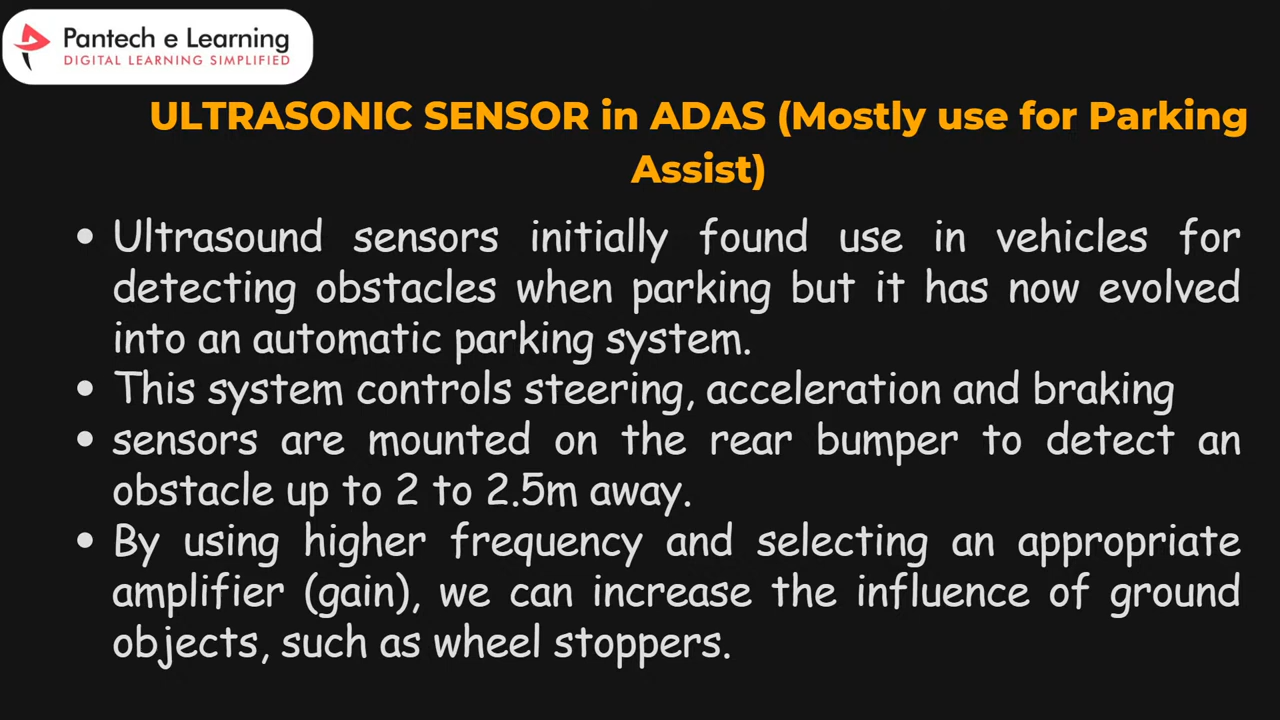 Pantech e Learning
DIGITAL LEARNING SIMPLIFIED
ULTRASONIC SENSOR in ADAS (Mostly use for Parking
Assist)
• Ultrasound sensors initially found use in vehicles for
detecting obstacles when parking but it has now evolved
into an automatic parking system.
• This system controls steering, acceleration and braking
• sensors are mounted on the rear bumper to detect an
obstacle up to 2 to 2.5m away.
• By using higher frequency and selecting an appropriate
amplifier (gain), we can increase the influence of ground
objects, such as wheel stoppers.